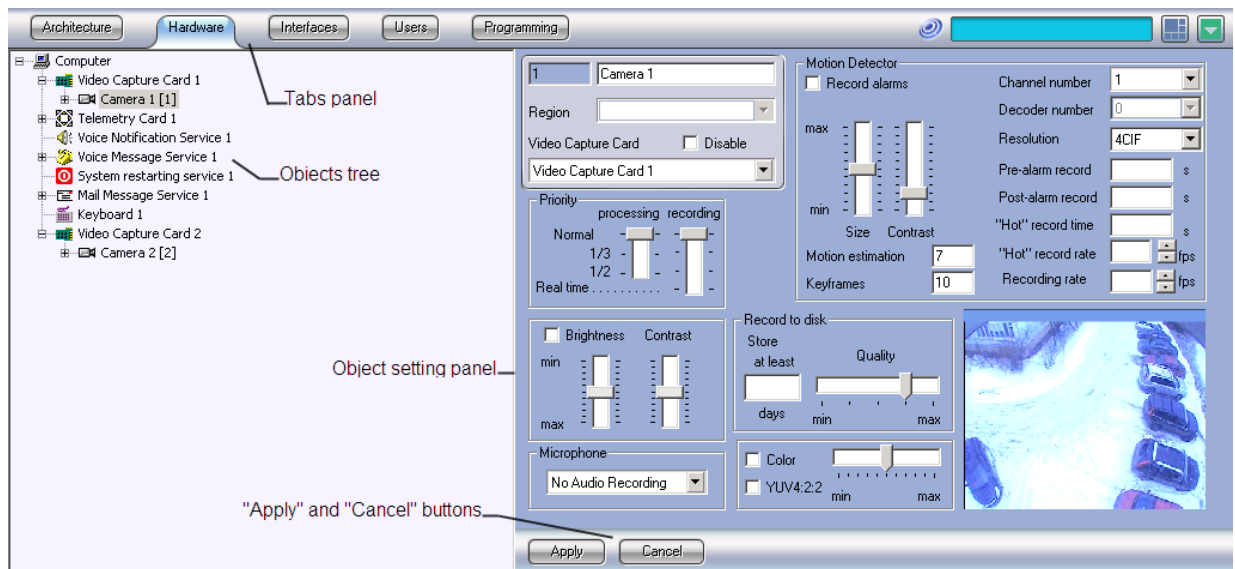 Architecture Hardware Interfaces Users Programming
Computer
Video Capture Card 1
Camera 1 [1]
Telemetry Card 1
Voice Notification Service 1
Voice Message Service 1
System restarting service 1
Mail Message Service 1
Keyboard 1
Video Capture Card 2
Camera 2 [2]
Tabs panel
Objects tree
Object setting panel
"Apply" and "Cancel" buttons
1 Camera 1
Region
Video Capture Card Disable
Video Capture Card 1
Priority
processing recording
Normal
1/3
1/2
Real time . . . . . . . . . .
Brightness Contrast
min
max
Microphone
No Audio Recording
Motion Detector
Record alarms
max
min
Size Contrast
Motion estimation 7
Keyframes 10
Channel number 1
Decoder number 0
Resolution 4CIF
Pre-alarm record s
Post-alarm record s
"Hot" record time s
"Hot" record rate fps
Recording rate fps
Record to disk
Store
at least
days
Quality
min max
Color
YUV4:2:2
min max
Apply Cancel